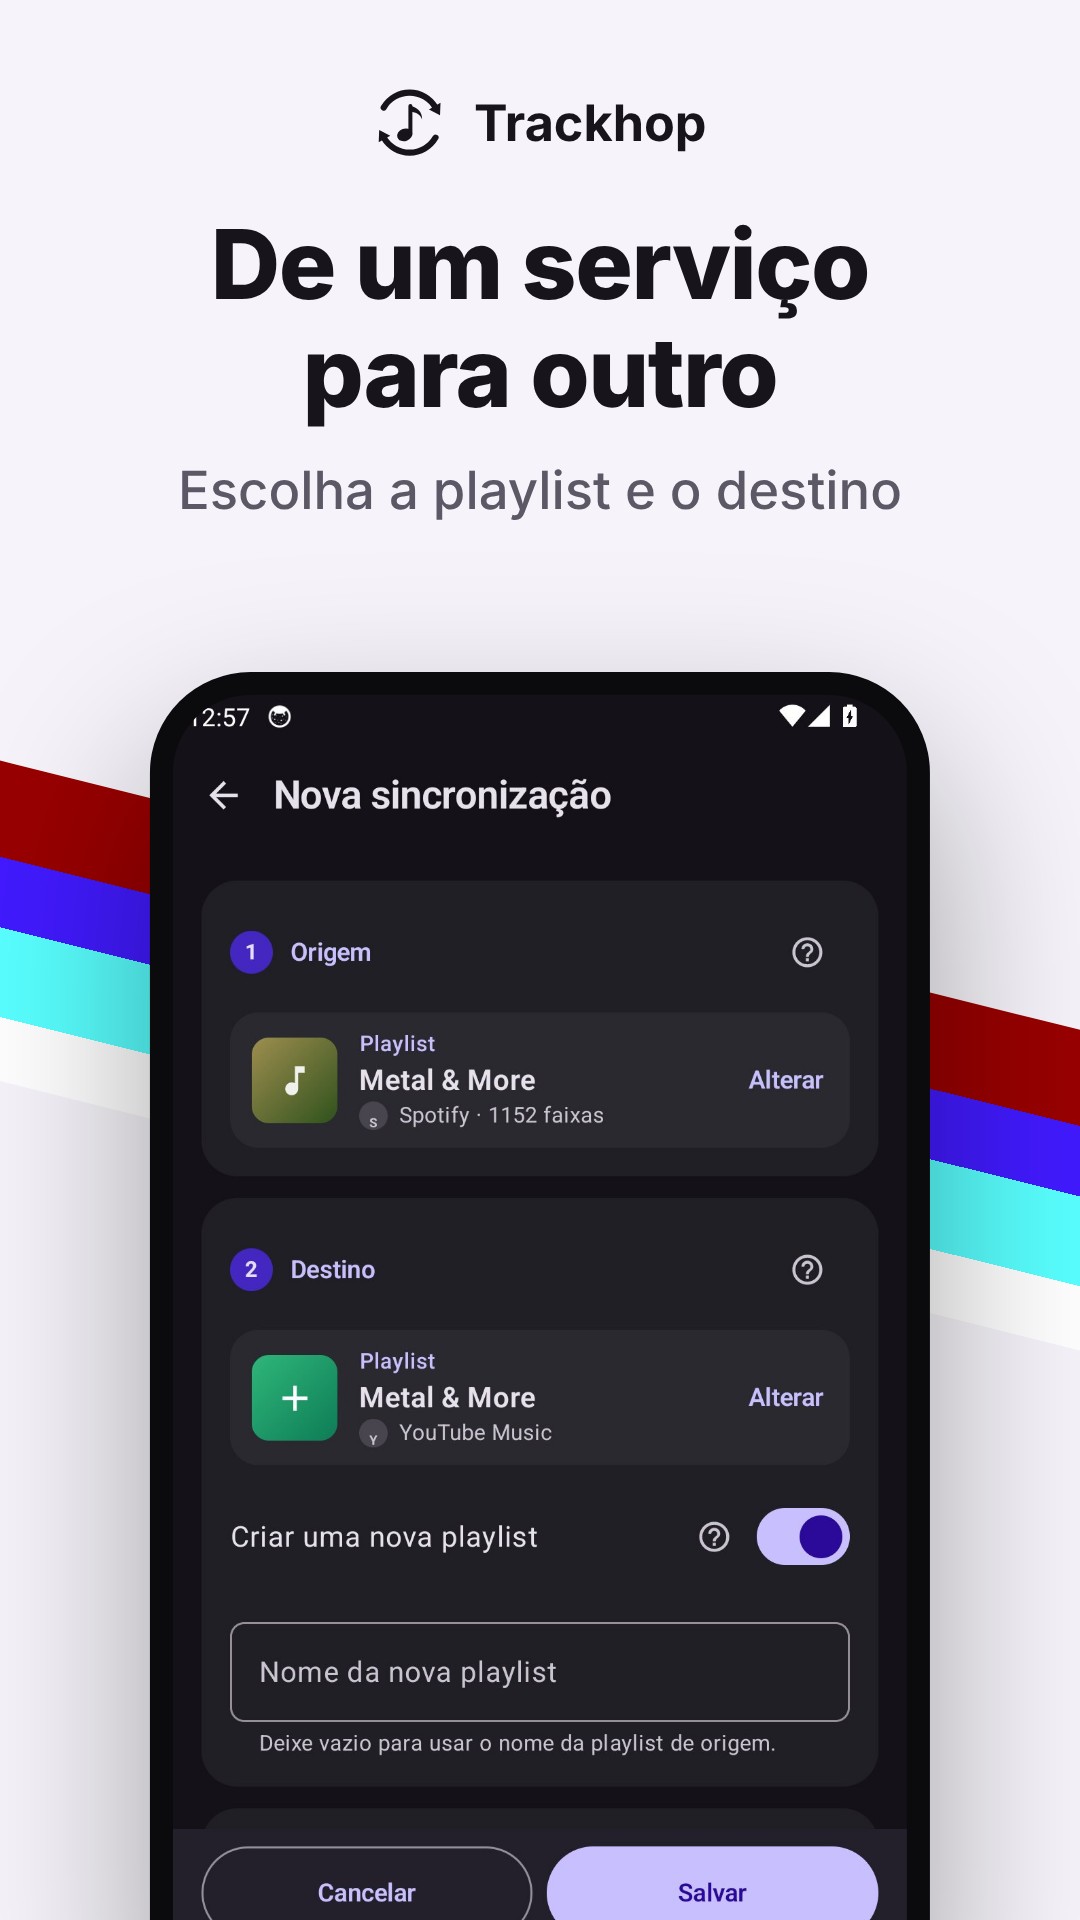 Trackhop
De um serviço
para outro
Escolha a playlist e o destino
12:57
Nova sincronização
1 Origem
Playlist
Metal & More
Alterar
S Spotify · 1152 faixas
2 Destino
Playlist
Metal & More
Alterar
Y YouTube Music
Criar uma nova playlist
Nome da nova playlist
Deixe vazio para usar o nome da playlist de origem.
Cancelar Salvar